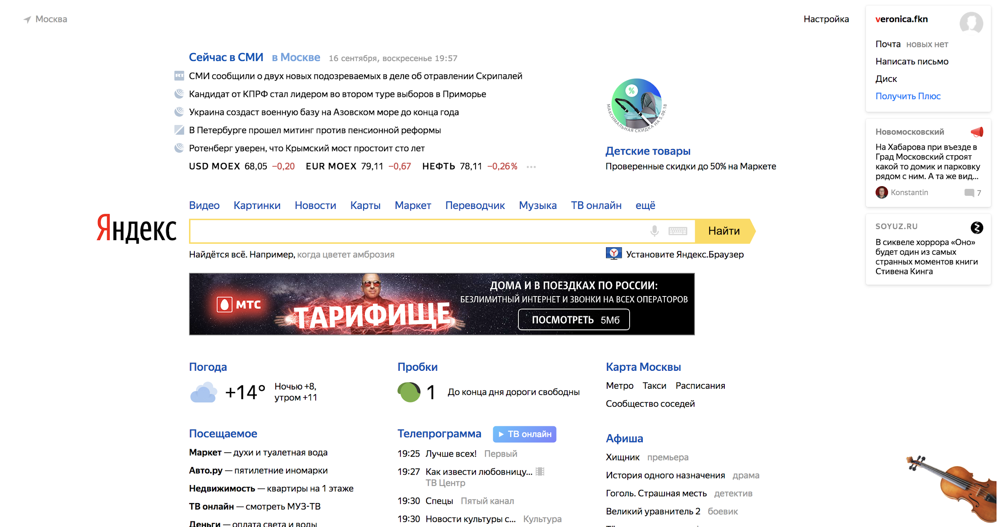 Москва
Настройка
veronica.fkn
Почта новых нет
Написать письмо
Диск
Получить Плюс
Сейчас в СМИ в Москве 16 сентября, воскресенье 19:57
RT СМИ сообщили о двух новых подозреваемых в деле об отравлении Скрипалей
Кандидат от КПРФ стал лидером во втором туре выборов в Приморье
Украина создаст военную базу на Азовском море до конца года
В Петербурге прошел митинг против пенсионной реформы
Ротенберг уверен, что Крымский мост простоит сто лет
USD MOEX 68,05 −0,20 EUR MOEX 79,11 −0,67 НЕФТЬ 78,11 −0,26% ...
%
МАКСИМАЛЬНАЯ СКИДКА НА 5.09.18
Детские товары
Проверенные скидки до 50% на Маркете
Новомосковский
На Хабарова при въезде в
Град Московский строят
какой то домик и парковку
рядом с ним. А та же вид...
Konstantin 7
SOYUZ.RU
В сиквеле хоррора «Оно»
будет один из самых
странных моментов книги
Стивена Кинга
Видео Картинки Новости Карты Маркет Переводчик Музыка ТВ онлайн ещё
Яндекс
Найти
Найдётся всё. Например, когда цветет амброзия
Установите Яндекс.Браузер
МТС
ТАРИФИЩЕ
ДОМА И В ПОЕЗДКАХ ПО РОССИИ:
БЕЗЛИМИТНЫЙ ИНТЕРНЕТ И ЗВОНКИ НА ВСЕХ ОПЕРАТОРОВ
ПОСМОТРЕТЬ 5Мб
Погода
+14°
Ночью +8,
утром +11
Пробки
1 До конца дня дороги свободны
Карта Москвы
Метро Такси Расписания
Сообщество соседей
Посещаемое
Маркет — духи и туалетная вода
Авто.ру — пятилетние иномарки
Недвижимость — квартиры на 1 этаже
ТВ онлайн — смотреть МУЗ-ТВ
Деньги — оплата света и воды
Телепрограмма ТВ онлайн
19:25 Лучше всех! Первый
19:27 Как извести любовницу...
ТВ Центр
19:30 Спецы Пятый канал
19:30 Новости культуры с... Культура
Афиша
Хищник премьера
История одного назначения драма
Гоголь. Страшная месть детектив
Великий уравнитель 2 боевик